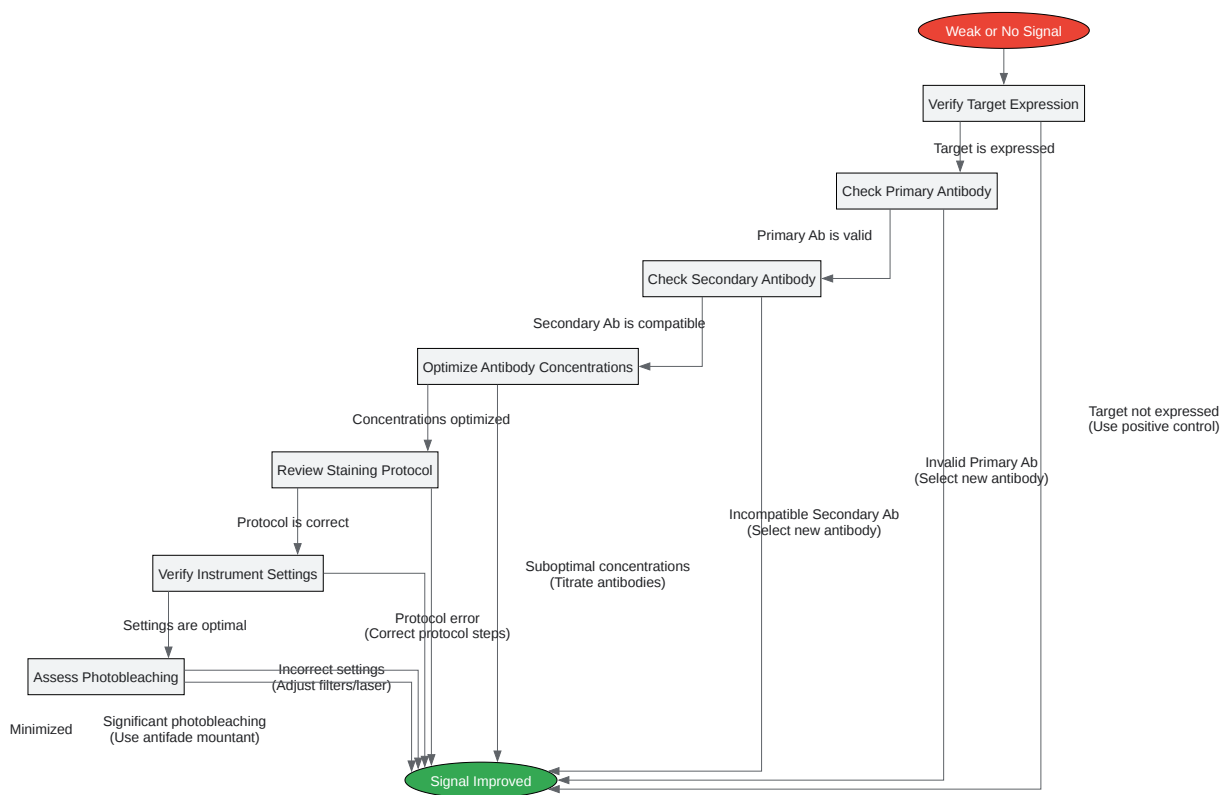 Weak or No Signal
Verify Target Expression
Target is expressed
Check Primary Antibody
Primary Ab is valid
Check Secondary Antibody
Secondary Ab is compatible
Optimize Antibody Concentrations
Concentrations optimized
Target not expressed
(Use positive control)
Review Staining Protocol
Invalid Primary Ab
(Select new antibody)
Protocol is correct
Incompatible Secondary Ab
(Select new antibody)
Verify Instrument Settings
Suboptimal concentrations
(Titrate antibodies)
Settings are optimal
Protocol error
(Correct protocol steps)
Assess Photobleaching
Incorrect settings
(Adjust filters/laser)
Minimized
Significant photobleaching
(Use antifade mountant)
Signal Improved